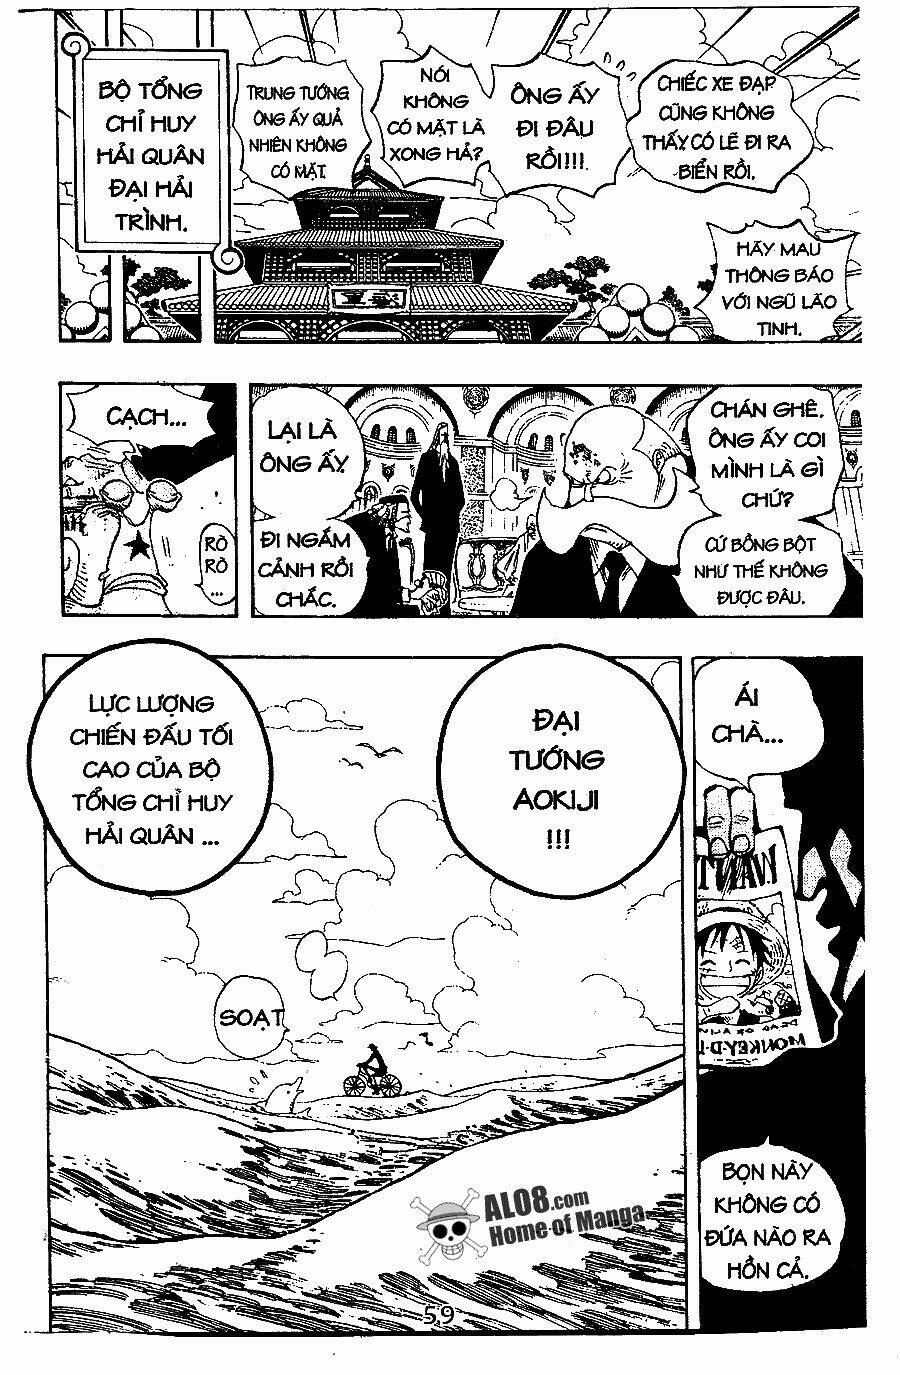 BỘ TỔNG
CHỈ HUY
HẢI QUÂN
ĐẠI HẢI
TRÌNH.
TRUNG TƯỚNG
ÔNG ẤY QUẢ
NHIÊN KHÔNG
CÓ MẶT.
NÓI
KHÔNG
CÓ MẶT LÀ
XONG HẢ?
ÔNG ẤY
ĐI ĐÂU
RỒI!!!.
CHIẾC XE ĐẠP
CŨNG KHÔNG
THẤY CÓ LẼ ĐI RA
BIỂN RỒI.
HÃY MAU
THÔNG BÁO
VỚI NGŨ LÃO
TINH.
CẠCH...
RÒ
RÒ
...
LẠI LÀ
ÔNG ẤY.
ĐI NGẮM
CẢNH RỒI
CHẮC.
CHÁN GHÊ.
ÔNG ẤY COI
MÌNH LÀ GÌ
CHỨ?
CỨ BỒNG BỘT
NHƯ THẾ KHÔNG
ĐƯỢC ĐÂU.
LỰC LƯỢNG
CHIẾN ĐẤU TỐI
CAO CỦA BỘ
TỔNG CHỈ HUY
HẢI QUÂN ...
ĐẠI
TƯỚNG
AOKIJI
!!!
SOẠT
ÁI
CHÀ...
WANT
MONKEY·D·L
BỌN NÀY
KHÔNG CÓ
ĐỨA NÀO RA
HỒN CẢ.
ALO8.com
Home of Manga
59